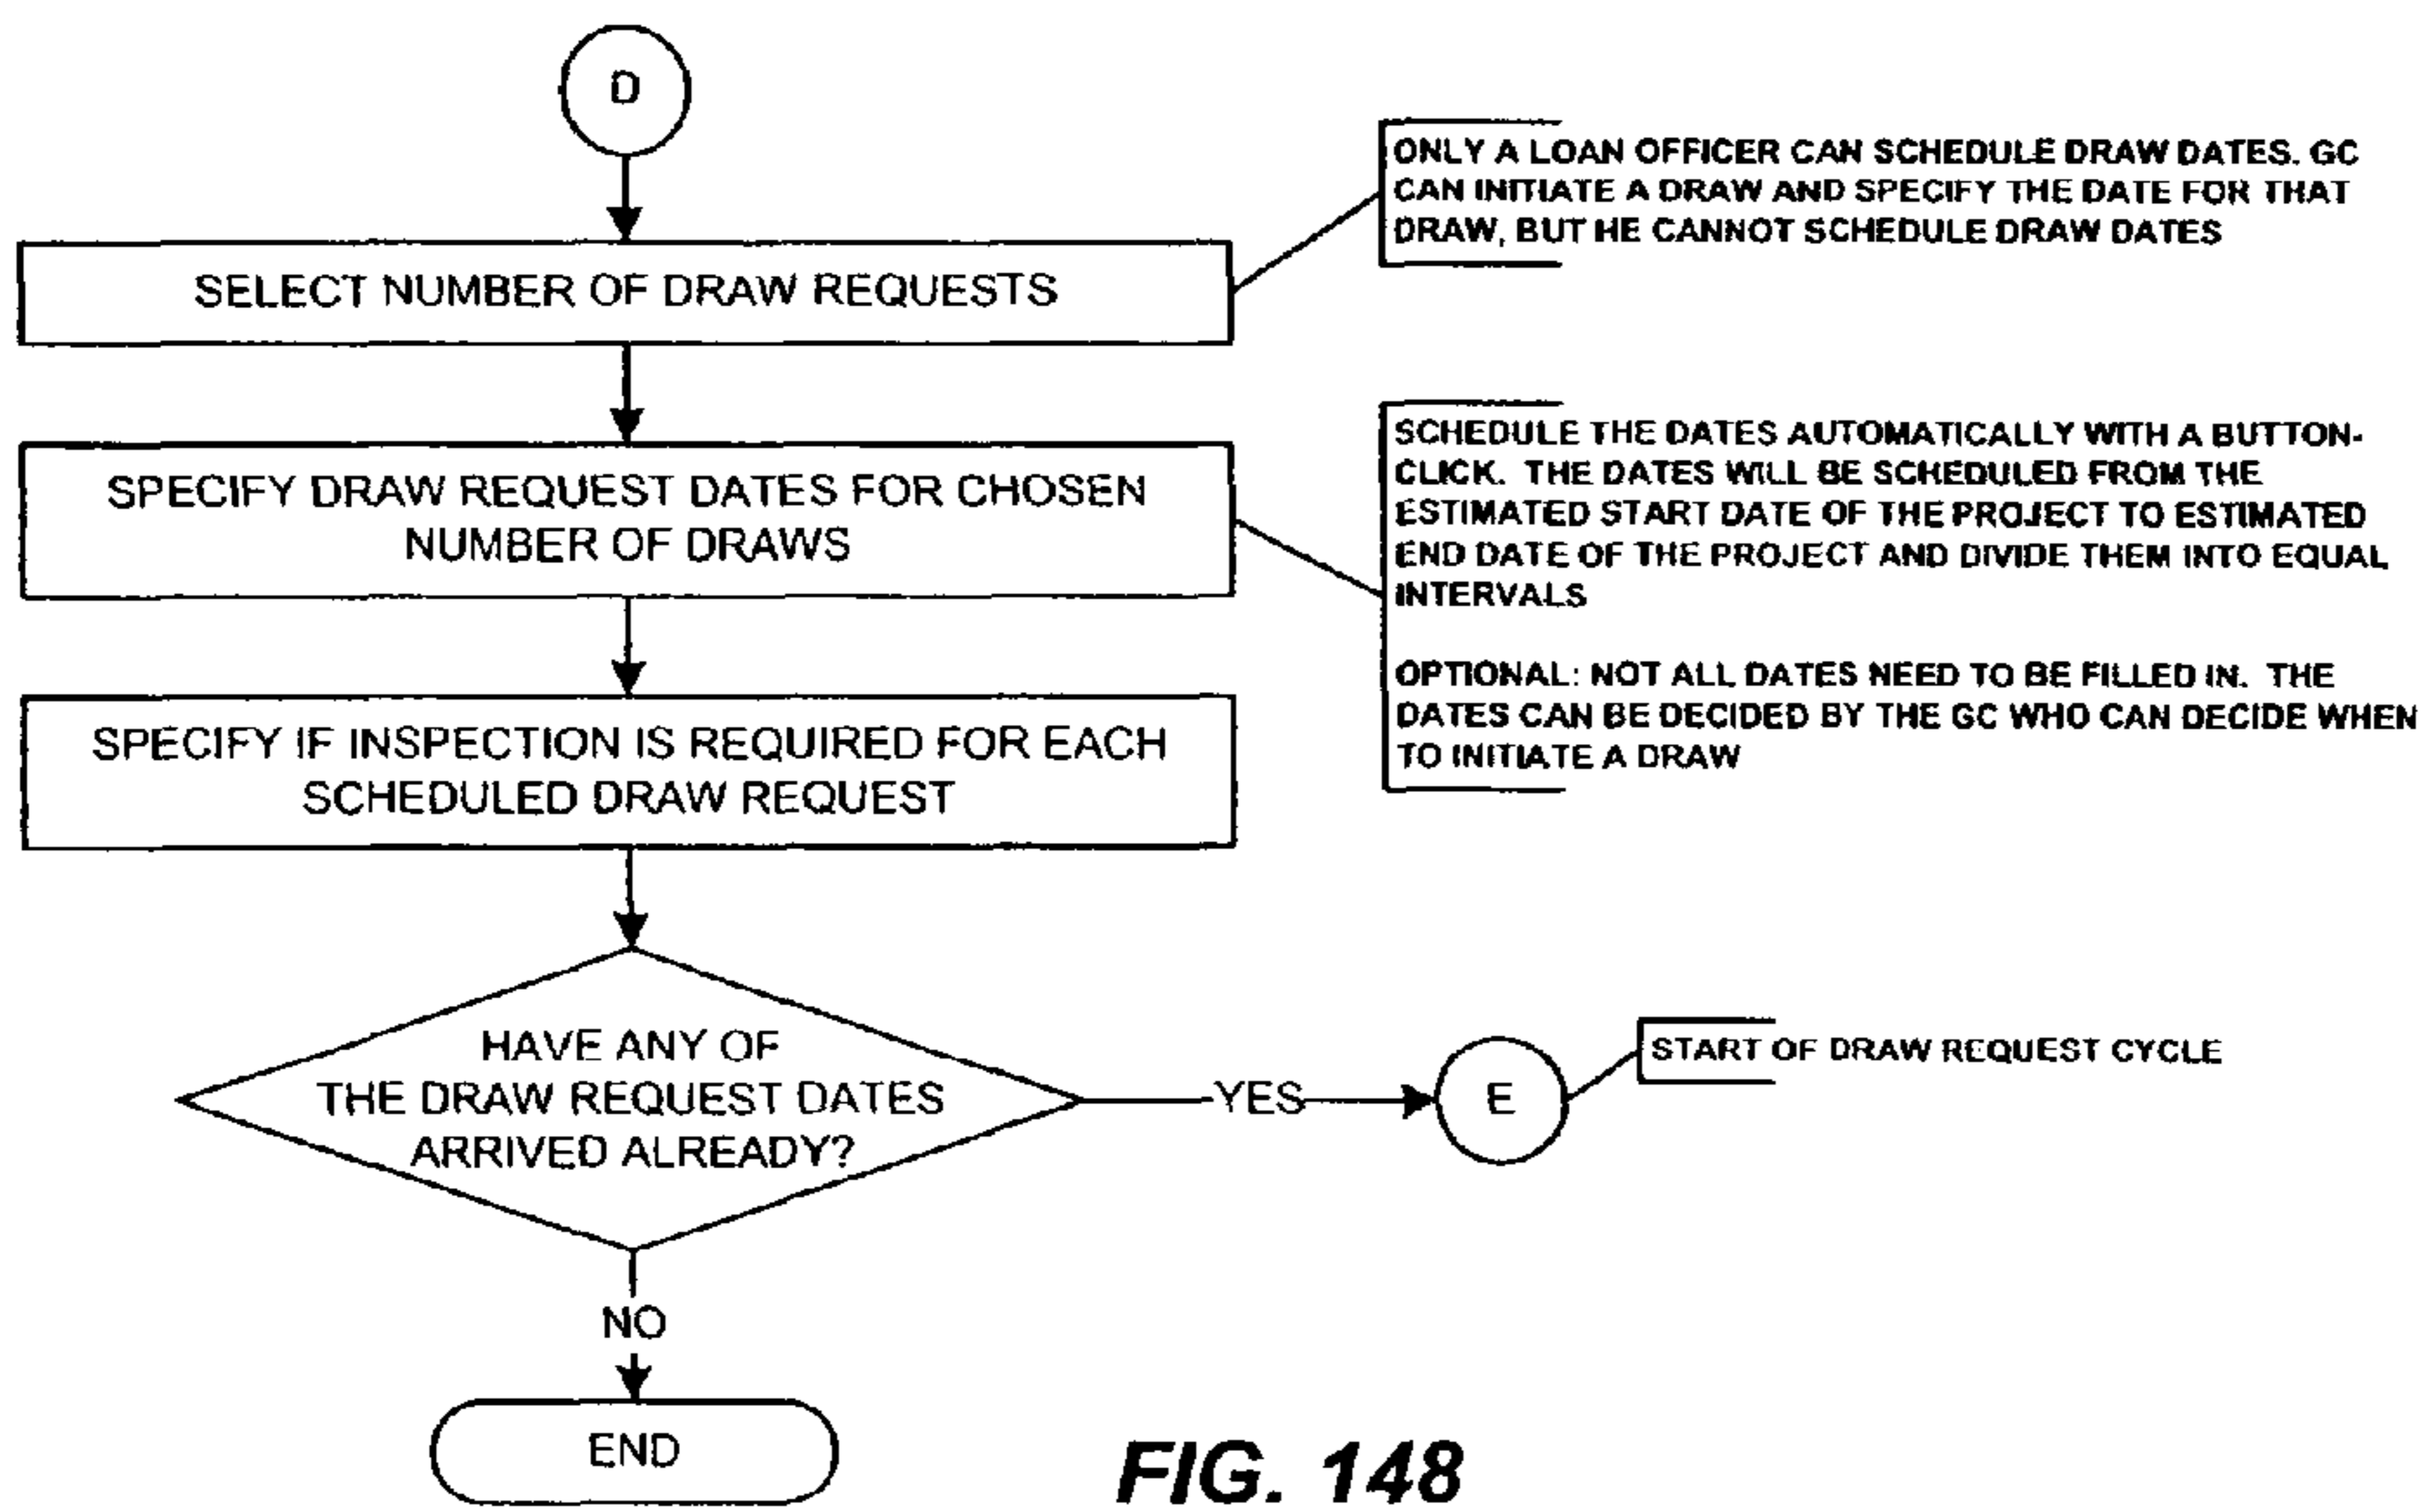 D
ONLY A LOAN OFFICER CAN SCHEDULE DRAW DATES. GC
CAN INITIATE A DRAW AND SPECIFY THE DATE FOR THAT
DRAW, BUT HE CANNOT SCHEDULE DRAW DATES
SELECT NUMBER OF DRAW REQUESTS
SCHEDULE THE DATES AUTOMATICALLY WITH A BUTTON-
CLICK. THE DATES WILL BE SCHEDULED FROM THE
ESTIMATED START DATE OF THE PROJECT TO ESTIMATED
END DATE OF THE PROJECT AND DIVIDE THEM INTO EQUAL
INTERVALS
OPTIONAL: NOT ALL DATES NEED TO BE FILLED IN. THE
DATES CAN BE DECIDED BY THE GC WHO CAN DECIDE WHEN
TO INITIATE A DRAW
SPECIFY DRAW REQUEST DATES FOR CHOSEN
NUMBER OF DRAWS
SPECIFY IF INSPECTION IS REQUIRED FOR EACH
SCHEDULED DRAW REQUEST
HAVE ANY OF
THE DRAW REQUEST DATES
ARRIVED ALREADY?
YES
E
START OF DRAW REQUEST CYCLE
NO
END
FIG. 148